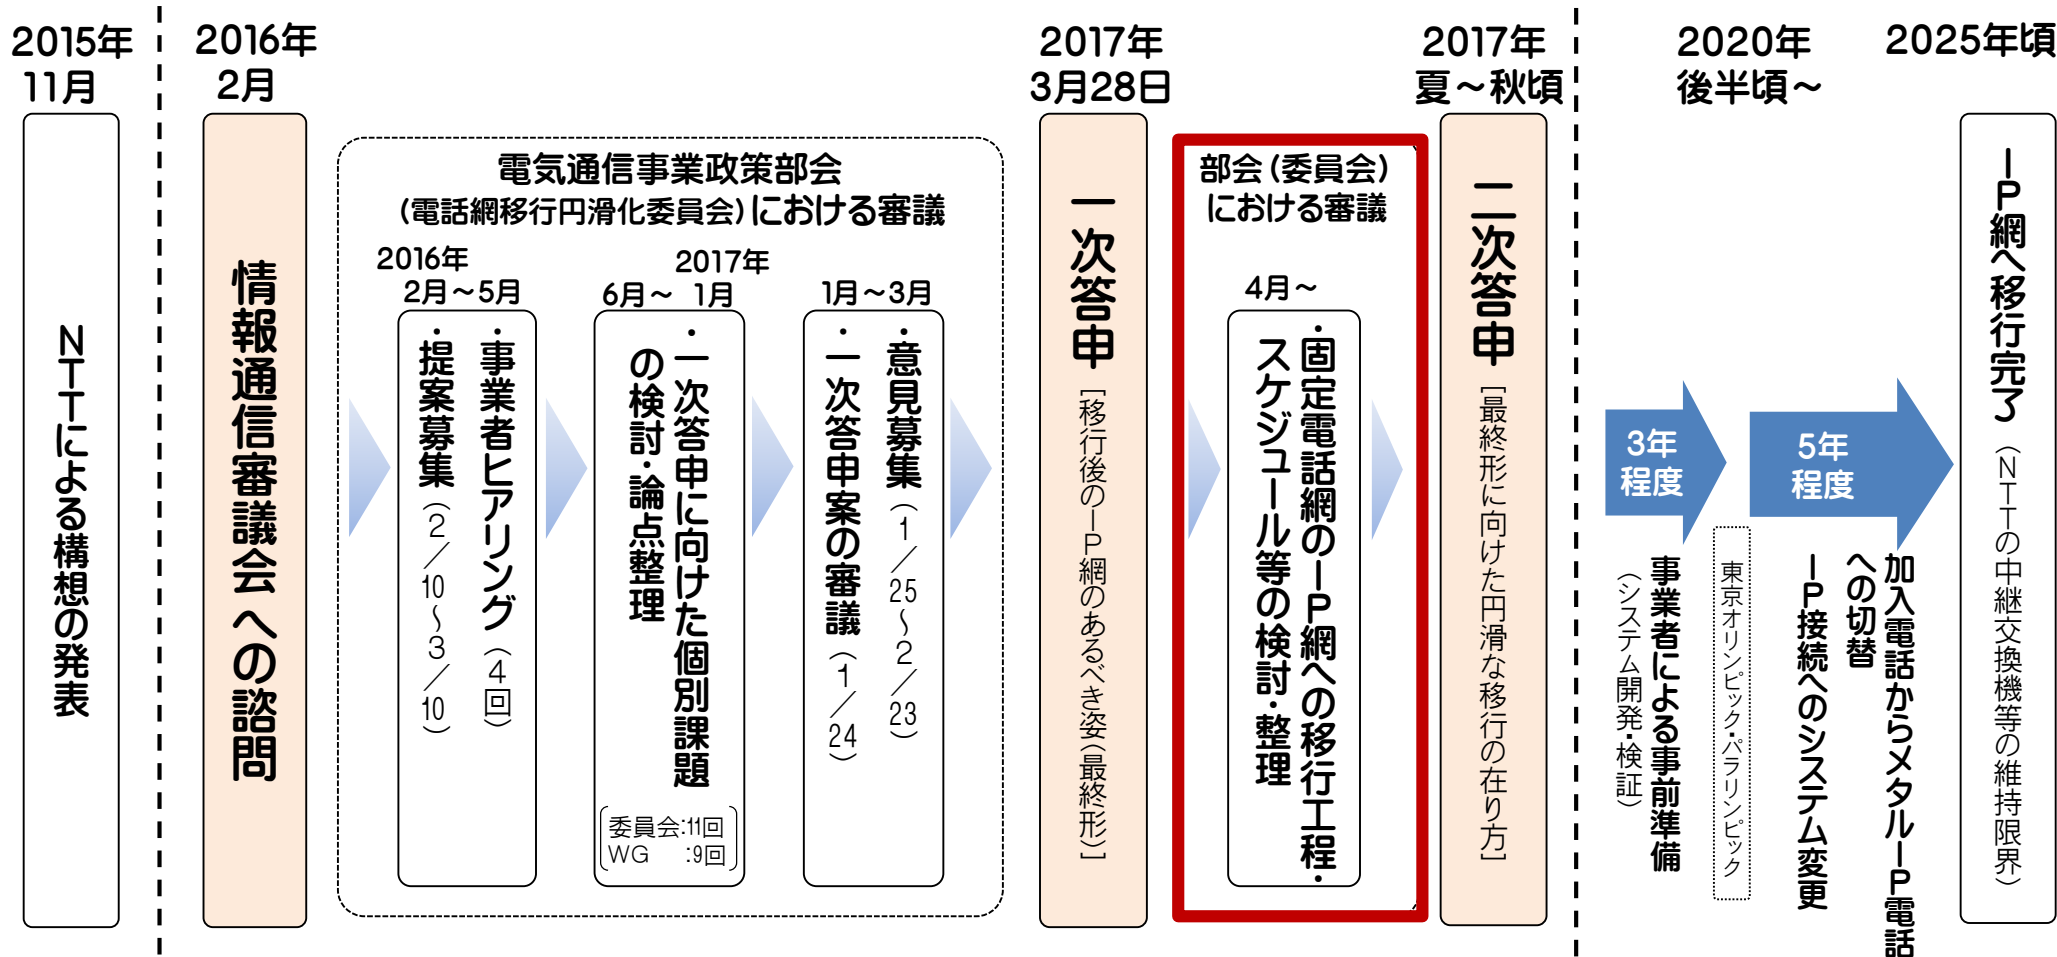 2015年
11月
NTTによる構想の発表
2016年
2月
情報通信審議会への諮問
電気通信事業政策部会
(電話網移行円滑化委員会)における審議
2016年
2月～5月
・事業者ヒアリング（4回）
・提案募集（2／10～3／10）
2017年
6月～ 1月
・一次答申に向けた個別課題
の検討・論点整理
委員会:11回
WG :9回
1月～3月
・意見募集（1／25～2／23）
・一次答申案の審議（1／24）
2017年
3月28日
一次答申［移行後のIP網のあるべき姿(最終形)］
部会(委員会)
における審議
4月～
・固定電話網のIP網への移行工程・
スケジュール等の検討・整理
2017年
夏～秋頃
二次答申［最終形に向けた円滑な移行の在り方］
2020年
後半頃～
3年
程度
事業者による事前準備
（システム開発・検証）
東京オリンピック・パラリンピック
5年
程度
加入電話からメタルIP電話
への切替
IP接続へのシステム変更
2025年頃
IP網へ移行完了（NTTの中継交換機等の維持限界）